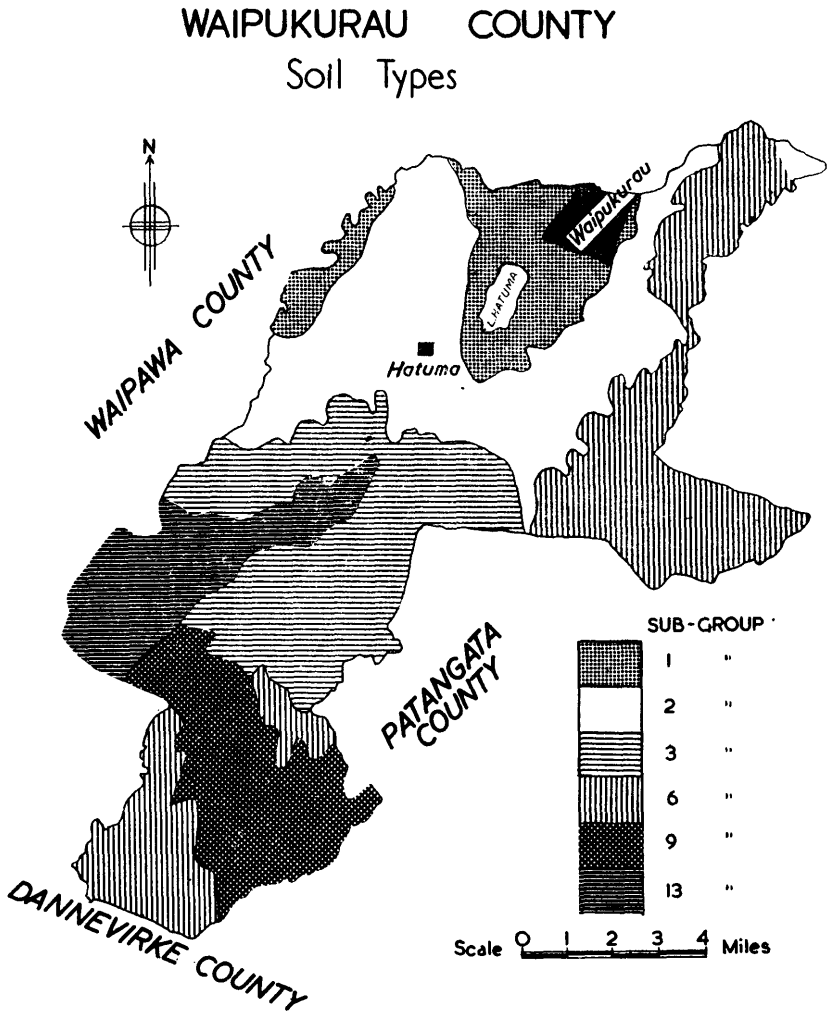 WAIPUKURAU COUNTY
Soil Types
N
Waipukurau
WAIPAWA COUNTY
L. HATUMA
Hatuma
PATANGATA
COUNTY
DANNEVIRKE COUNTY
SUB-GROUP
1 "
2 "
3 "
6 "
9 "
13 "
Scale 0 1 2 3 4 Miles